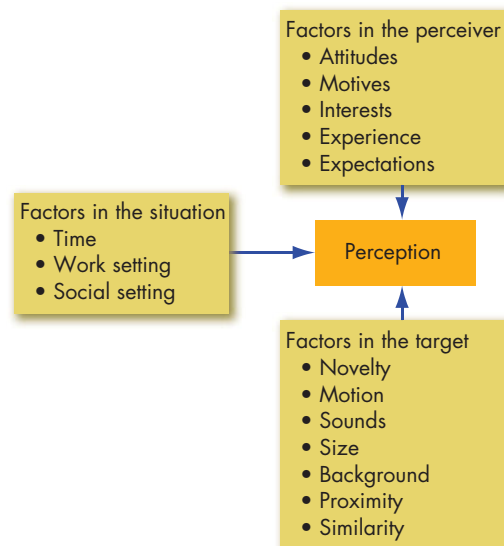 Factors in the perceiver
• Attitudes
• Motives
• Interests
• Experience
• Expectations
Factors in the situation
• Time
• Work setting
• Social setting
Perception
Factors in the target
• Novelty
• Motion
• Sounds
• Size
• Background
• Proximity
• Similarity